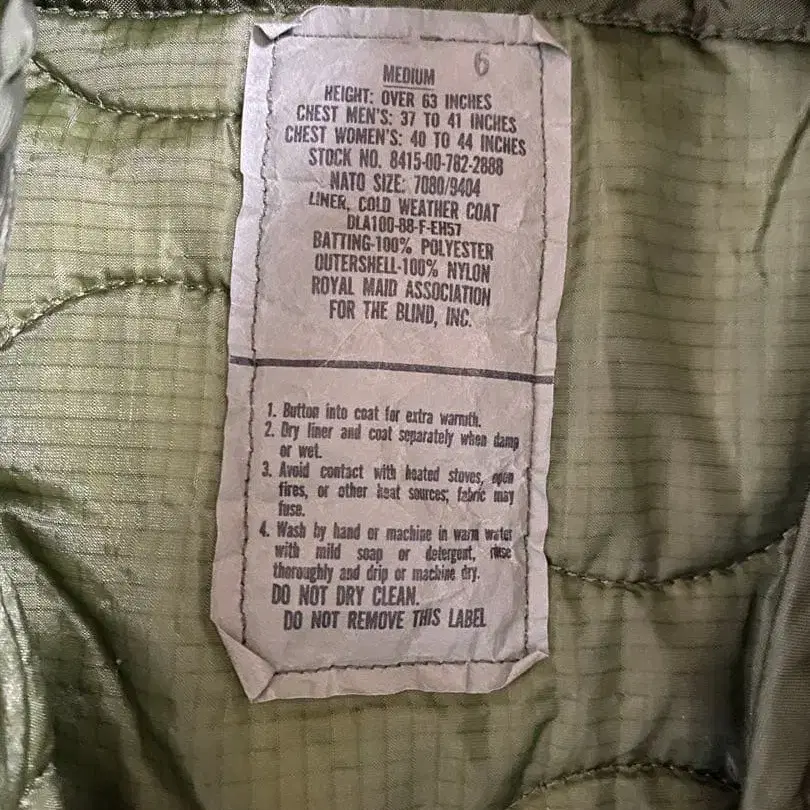 6
MEDIUM
HEIGHT: OVER 63 INCHES
CHEST MEN'S: 37 TO 41 INCHES
CHEST WOMEN'S: 40 TO 44 INCHES
STOCK NO. 8415-00-782-2888
NATO SIZE: 7080/9404
LINER, COLD WEATHER COAT
DLA100-88-F-EH57
BATTING-100% POLYESTER
OUTERSHELL-100% NYLON
ROYAL MAID ASSOCIATION
FOR THE BLIND, INC.
1. Button into coat for extra warmth.
2. Dry liner and coat separately when damp
or wet.
3. Avoid contact with heated stoves, open
fires, or other heat sources; fabric may
fuse.
4. Wash by hand or machine in warm water
with mild soap or detergent, rinse
thoroughly and drip or machine dry.
DO NOT DRY CLEAN.
DO NOT REMOVE THIS LABEL